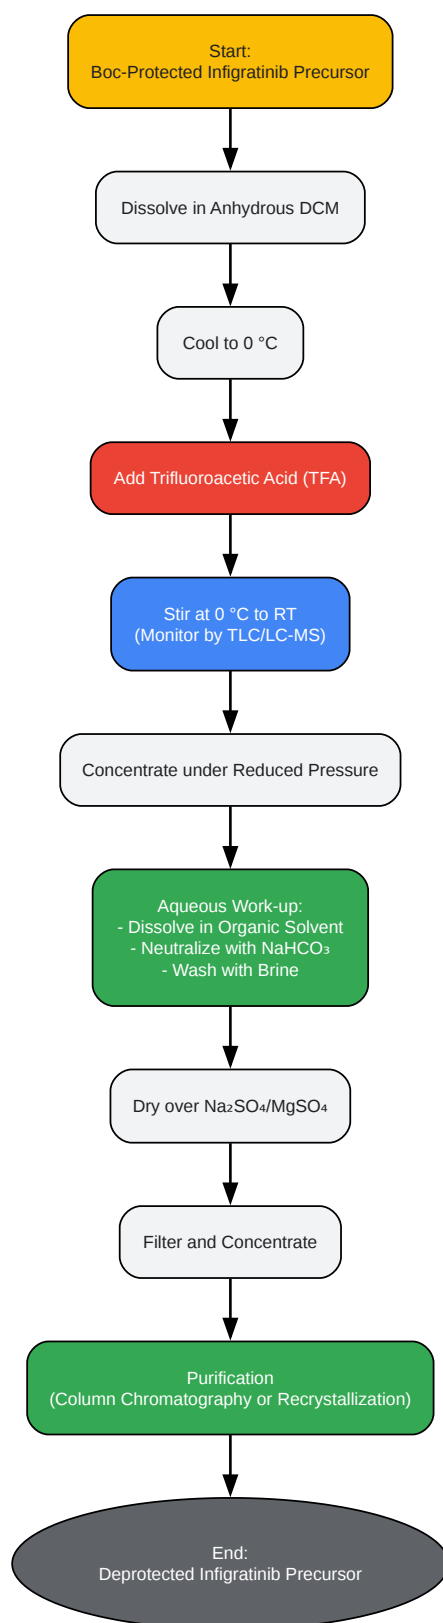 Start:
Boc-Protected Infigratinib Precursor
Dissolve in Anhydrous DCM
Cool to 0 °C
Add Trifluoroacetic Acid (TFA)
Stir at 0 °C to RT
(Monitor by TLC/LC-MS)
Concentrate under Reduced Pressure
Aqueous Work-up:
- Dissolve in Organic Solvent
- Neutralize with NaHCO₃
- Wash with Brine
Dry over Na₂SO₄/MgSO₄
Filter and Concentrate
Purification
(Column Chromatography or Recrystallization)
End:
Deprotected Infigratinib Precursor